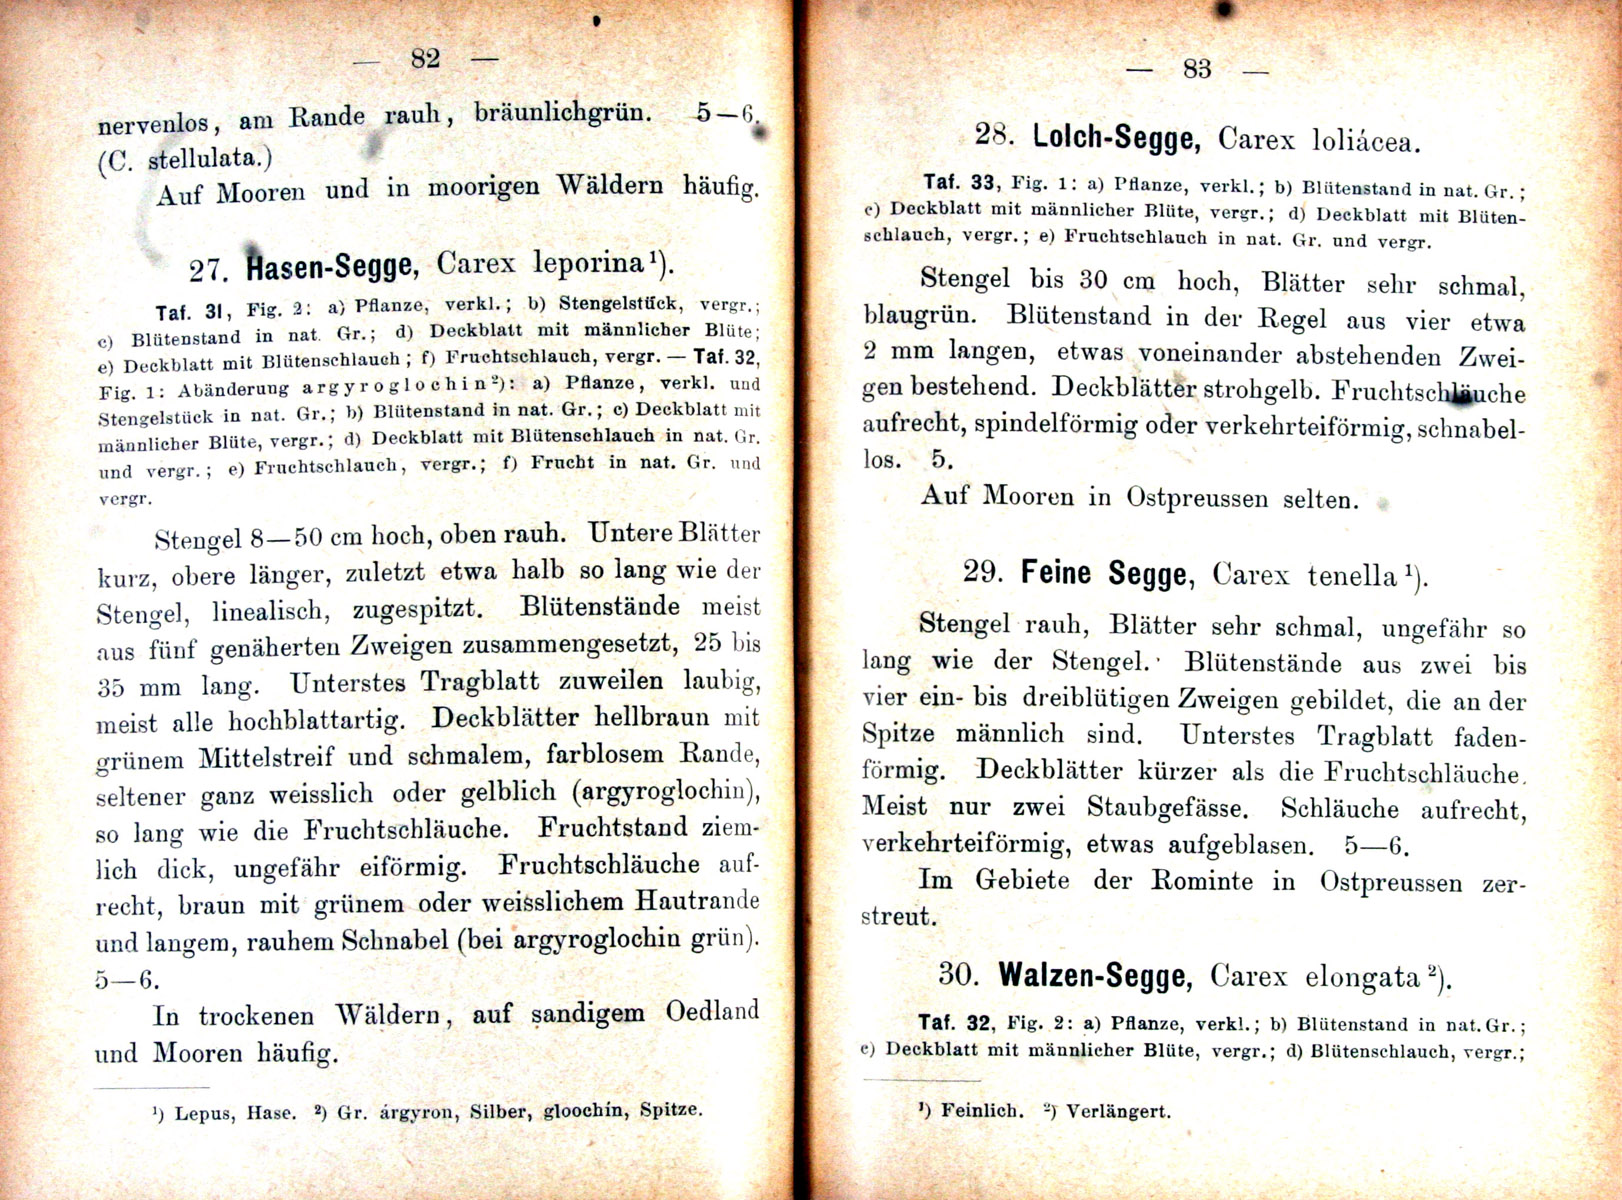 — 82 —
nervenlos, am Rande rauh, bräunlichgrün. 5—6.
(C. stellulata.)
Auf Mooren und in moorigen Wäldern häufig.
27. Hasen-Segge, Carex leporina¹).
Taf. 31, Fig. 2: a) Pflanze, verkl.; b) Stengelstück, vergr.;
c) Blütenstand in nat. Gr.; d) Deckblatt mit männlicher Blüte;
e) Deckblatt mit Blütenschlauch; f) Fruchtschlauch, vergr. — Taf. 32,
Fig. 1: Abänderung argyroglochin²): a) Pflanze, verkl. und
Stengelstück in nat. Gr.; b) Blütenstand in nat. Gr.; c) Deckblatt mit
männlicher Blüte, vergr.; d) Deckblatt mit Blütenschlauch in nat. Gr.
und vergr.; e) Fruchtschlauch, vergr.; f) Frucht in nat. Gr. und
vergr.
Stengel 8—50 cm hoch, oben rauh. Untere Blätter
kurz, obere länger, zuletzt etwa halb so lang wie der
Stengel, linealisch, zugespitzt. Blütenstände meist
aus fünf genäherten Zweigen zusammengesetzt, 25 bis
35 mm lang. Unterstes Tragblatt zuweilen laubig,
meist alle hochblattartig. Deckblätter hellbraun mit
grünem Mittelstreif und schmalem, farblosem Rande,
seltener ganz weisslich oder gelblich (argyroglochin),
so lang wie die Fruchtschläuche. Fruchtstand ziem-
lich dick, ungefähr eiförmig. Fruchtschläuche auf-
recht, braun mit grünem oder weisslichem Hautrande
und langem, rauhem Schnabel (bei argyroglochin grün).
5—6.
In trockenen Wäldern, auf sandigem Oedland
und Mooren häufig.
¹) Lepus, Hase. ²) Gr. árgyron, Silber, gloochín, Spitze.
— 83 —
28. Lolch-Segge, Carex loliácea.
Taf. 33, Fig. 1: a) Pflanze, verkl.; b) Blütenstand in nat. Gr.;
c) Deckblatt mit männlicher Blüte, vergr.; d) Deckblatt mit Blüten-
schlauch, vergr.; e) Fruchtschlauch in nat. Gr. und vergr.
Stengel bis 30 cm hoch, Blätter sehr schmal,
blaugrün. Blütenstand in der Regel aus vier etwa
2 mm langen, etwas voneinander abstehenden Zwei-
gen bestehend. Deckblätter strohgelb. Fruchtschläuche
aufrecht, spindelförmig oder verkehrteiförmig, schnabel-
los. 5.
Auf Mooren in Ostpreussen selten.
29. Feine Segge, Carex tenella¹).
Stengel rauh, Blätter sehr schmal, ungefähr so
lang wie der Stengel. Blütenstände aus zwei bis
vier ein- bis dreiblütigen Zweigen gebildet, die an der
Spitze männlich sind. Unterstes Tragblatt faden-
förmig. Deckblätter kürzer als die Fruchtschläuche.
Meist nur zwei Staubgefässe. Schläuche aufrecht,
verkehrteiförmig, etwas aufgeblasen. 5—6.
Im Gebiete der Rominte in Ostpreussen zer-
streut.
30. Walzen-Segge, Carex elongata²).
Taf. 32, Fig. 2: a) Pflanze, verkl.; b) Blütenstand in nat. Gr.;
c) Deckblatt mit männlicher Blüte, vergr.; d) Blütenschlauch, vergr.;
¹) Feinlich. ²) Verlängert.